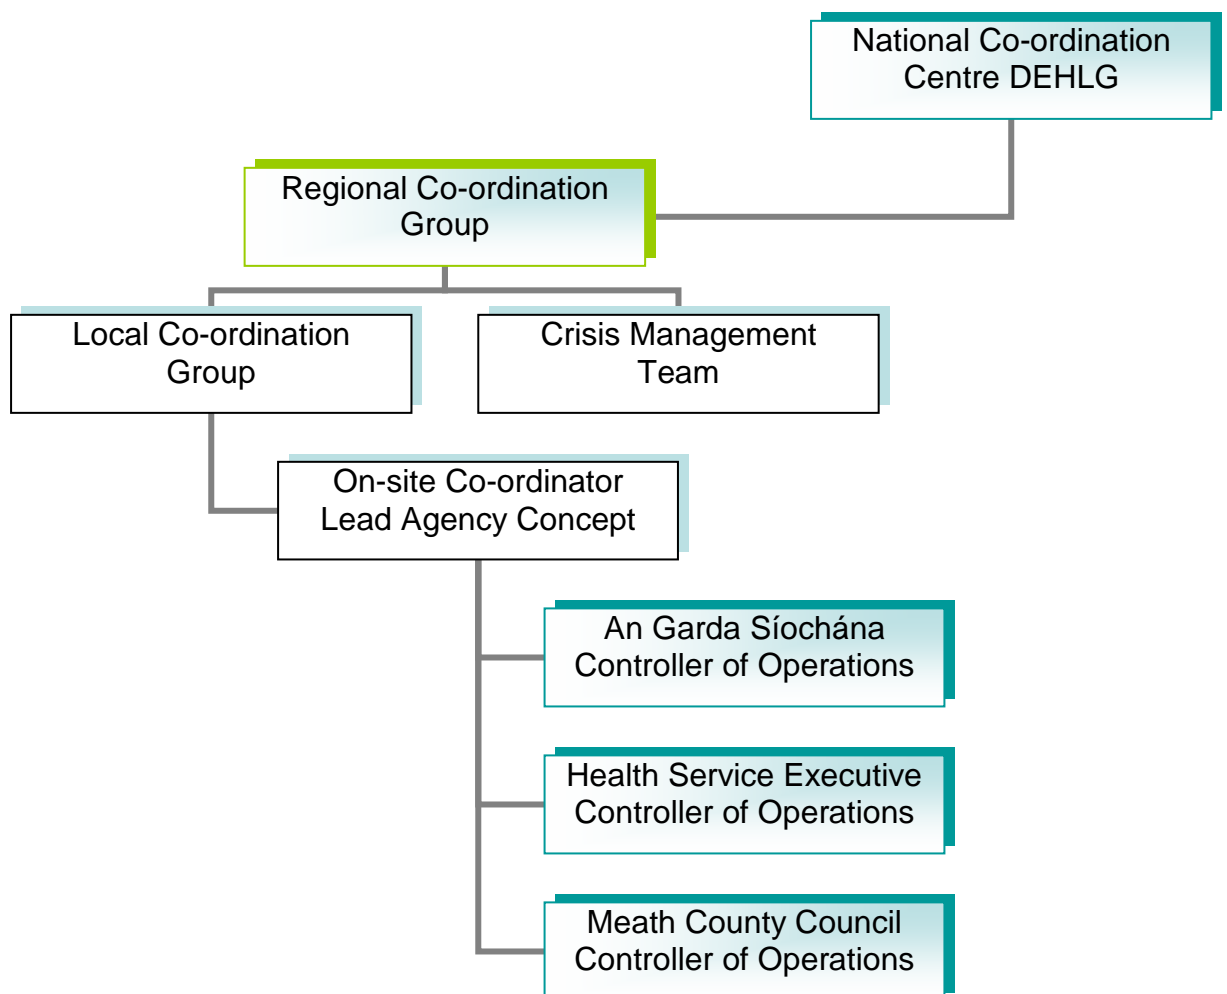 National Co-ordination
Centre DEHLG
Regional Co-ordination
Group
Local Co-ordination
Group
Crisis Management
Team
On-site Co-ordinator
Lead Agency Concept
An Garda Síochána
Controller of Operations
Health Service Executive
Controller of Operations
Meath County Council
Controller of Operations